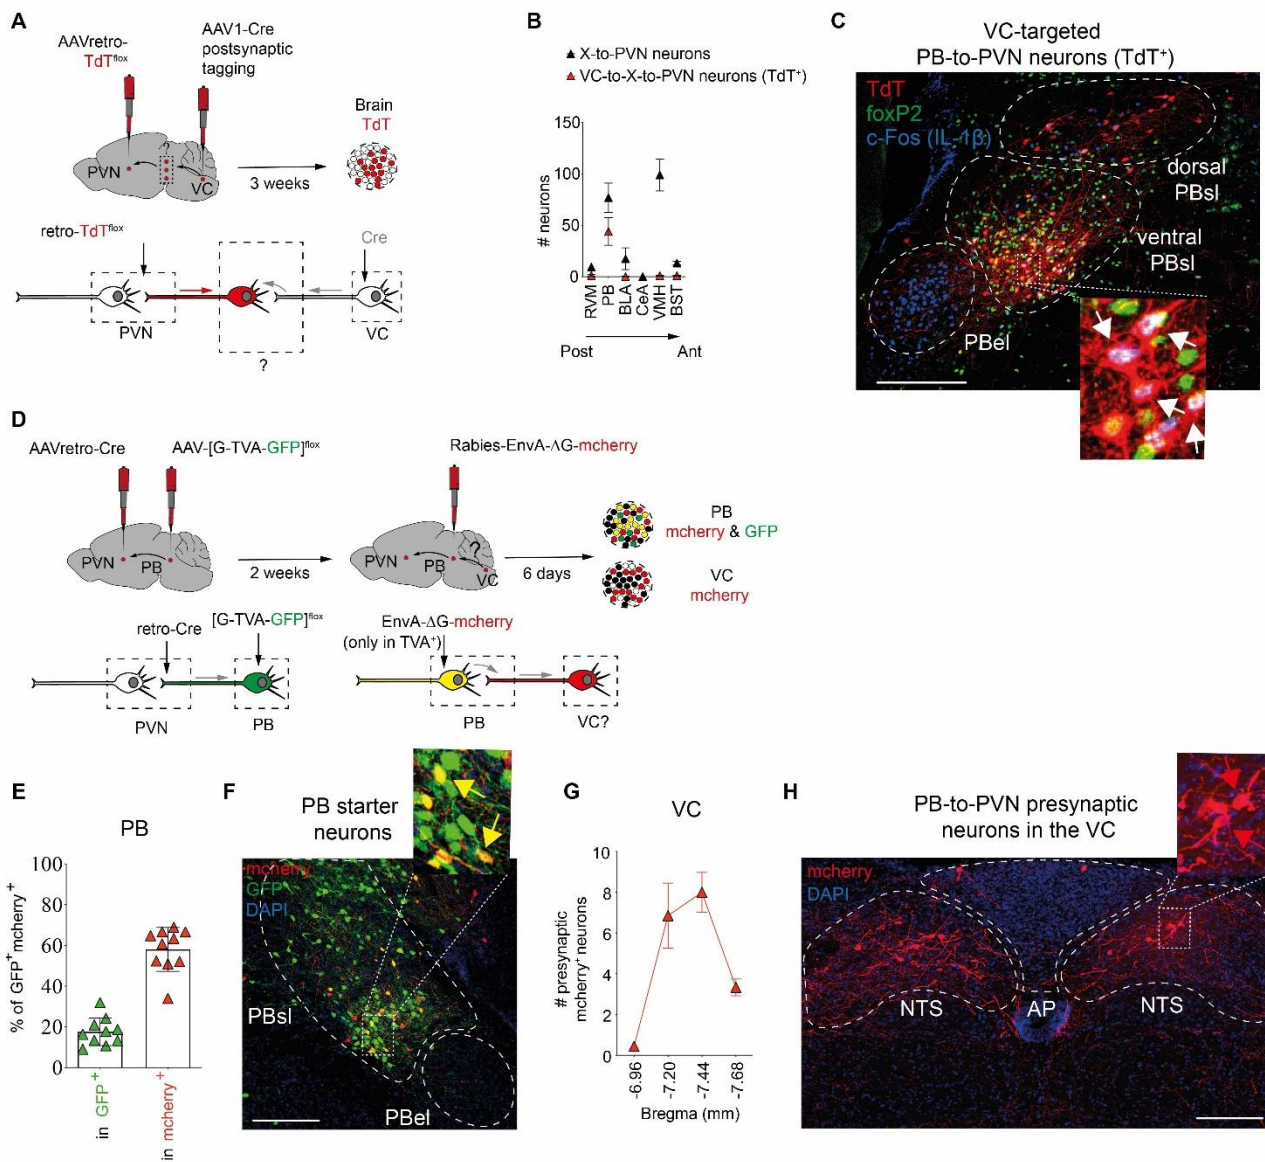 A
AAVretro-
TdTflox
AAV1-Cre
postsynaptic
tagging
PVN
?
VC
3 weeks
Brain
TdT
retro-TdTflox
Cre
PVN
?
VC
B
X-to-PVN neurons
VC-to-X-to-PVN neurons (TdT+)
# neurons
150
100
50
0
RVM
PB
BLA
CeA
VMH
BST
Post
Ant
C
VC-targeted
PB-to-PVN neurons (TdT+)
TdT
foxP2
c-Fos (IL-1β)
dorsal
PBsl
ventral
PBsl
PBel
D
AAVretro-Cre
AAV-[G-TVA-GFP]flox
PVN
PB
2 weeks
Rabies-EnvA-ΔG-mcherry
PVN
PB
?
VC
6 days
PB
mcherry & GFP
VC
mcherry
retro-Cre
[G-TVA-GFP]flox
PVN
PB
EnvA-ΔG-mcherry
(only in TVA+)
PB
VC?
E
PB
% of GFP+mcherry+
100
80
60
40
20
0
in GFP+
in mcherry+
F
PB starter
neurons
mcherry
GFP
DAPI
PBsl
PBel
G
VC
# presynaptic
mcherry+ neurons
10
8
6
4
2
0
-6.96
-7.20
-7.44
-7.68
Bregma (mm)
H
PB-to-PVN presynaptic
neurons in the VC
mcherry
DAPI
NTS
AP
NTS